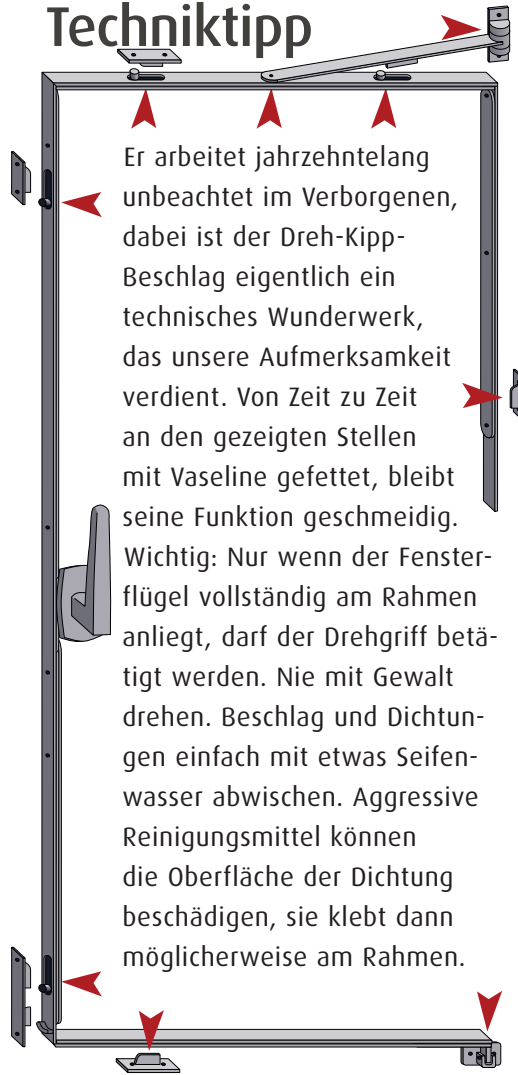 Techniktipp
Er arbeitet jahrzehntelang
unbeachtet im Verborgenen,
dabei ist der Dreh-Kipp-
Beschlag eigentlich ein
technisches Wunderwerk,
das unsere Aufmerksamkeit
verdient. Von Zeit zu Zeit
an den gezeigten Stellen
mit Vaseline gefettet, bleibt
seine Funktion geschmeidig.
Wichtig: Nur wenn der Fenster-
flügel vollständig am Rahmen
anliegt, darf der Drehgriff betä-
tigt werden. Nie mit Gewalt
drehen. Beschlag und Dichtun-
gen einfach mit etwas Seifen-
wasser abwischen. Aggressive
Reinigungsmittel können
die Oberfläche der Dichtung
beschädigen, sie klebt dann
möglicherweise am Rahmen.